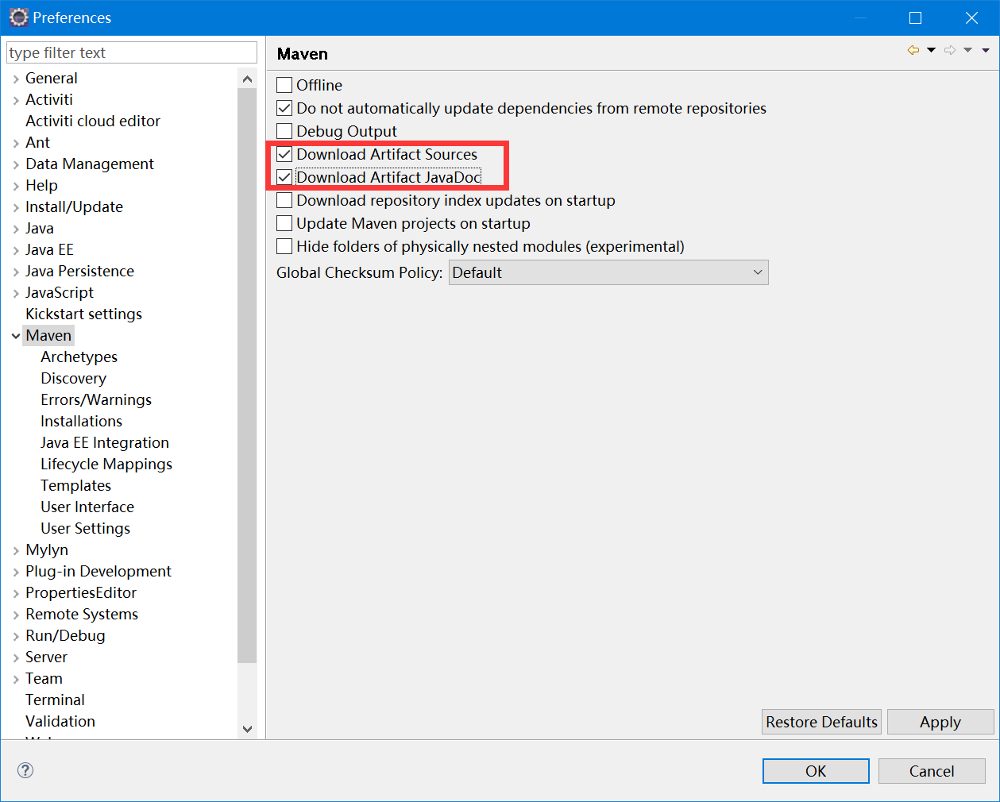 Preferences
type filter text
General
Activiti
Activiti cloud editor
Ant
Data Management
Help
Install/Update
Java
Java EE
Java Persistence
JavaScript
Kickstart settings
Maven
Archetypes
Discovery
Errors/Warnings
Installations
Java EE Integration
Lifecycle Mappings
Templates
User Interface
User Settings
Mylyn
Plug-in Development
PropertiesEditor
Remote Systems
Run/Debug
Server
Team
Terminal
Validation
Maven
Offline
Do not automatically update dependencies from remote repositories
Debug Output
Download Artifact Sources
Download Artifact JavaDoc
Download repository index updates on startup
Update Maven projects on startup
Hide folders of physically nested modules (experimental)
Global Checksum Policy: Default
Restore Defaults Apply
OK Cancel